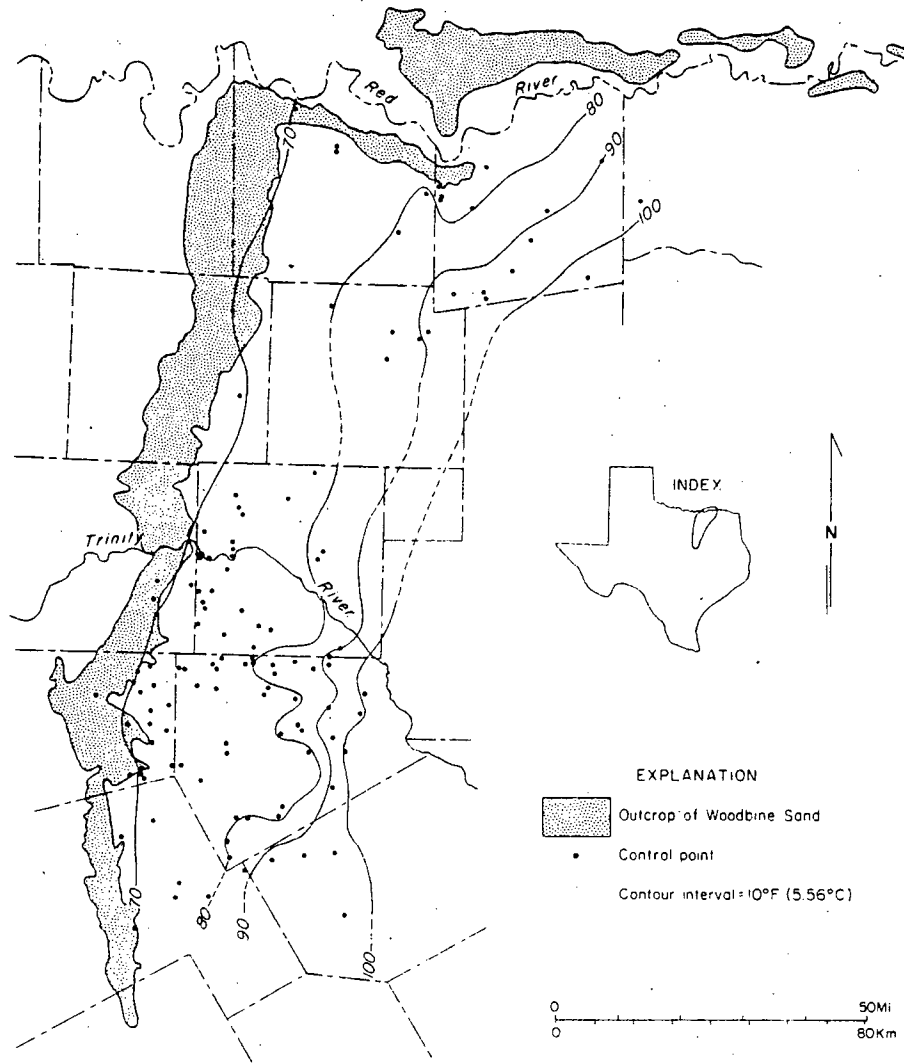 Red
River
80
70
90
100
INDEX
N
Trinity
River
EXPLANATION
Outcrop of Woodbine Sand
Control point
Contour interval = 10°F (5.56°C)
70
80
90
100
0 50Mi
0 80Km